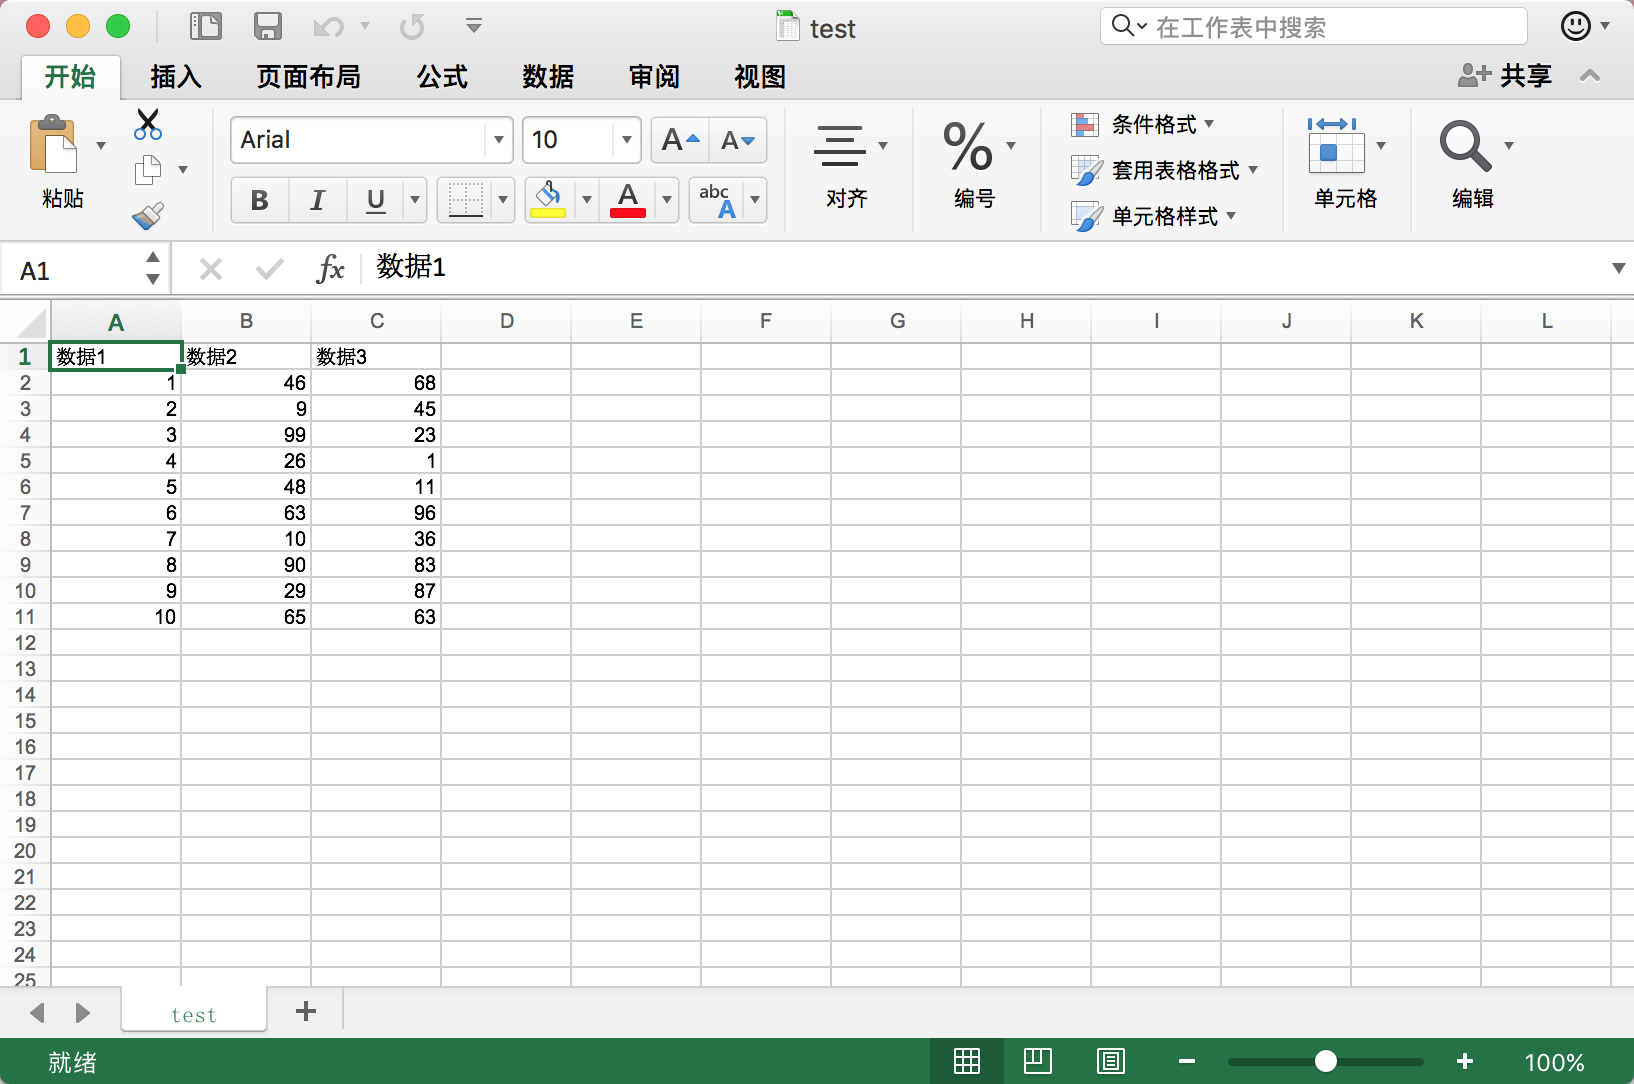 test
在工作表中搜索
开始 插入 页面布局 公式 数据 审阅 视图 共享
粘贴
Arial 10 A A
B I U A abc A
对齐
% 编号
条件格式
套用表格格式
单元格样式
单元格
编辑
A1 fx 数据1
A B C D E F G H I J K L
1 数据1 数据2 数据3
2 1 46 68
3 2 9 45
4 3 99 23
5 4 26 1
6 5 48 11
7 6 63 96
8 7 10 36
9 8 90 83
10 9 29 87
11 10 65 63
12
13
14
15
16
17
18
19
20
21
22
23
24
25
test
就绪 100%